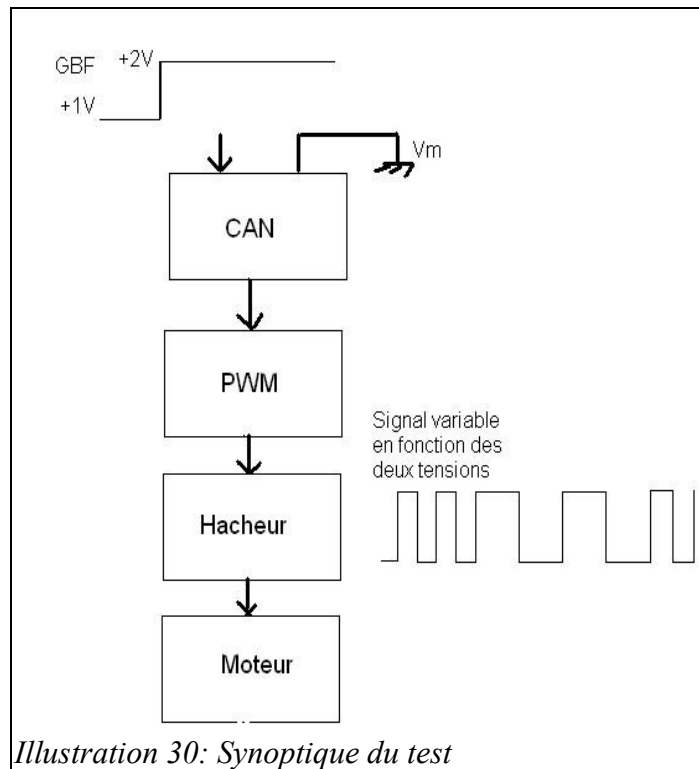 GBF +2V
+1V
Vm
CAN
PWM
Signal variable
en fonction des
deux tensions
Hacheur
Moteur
Illustration 30: Synoptique du test